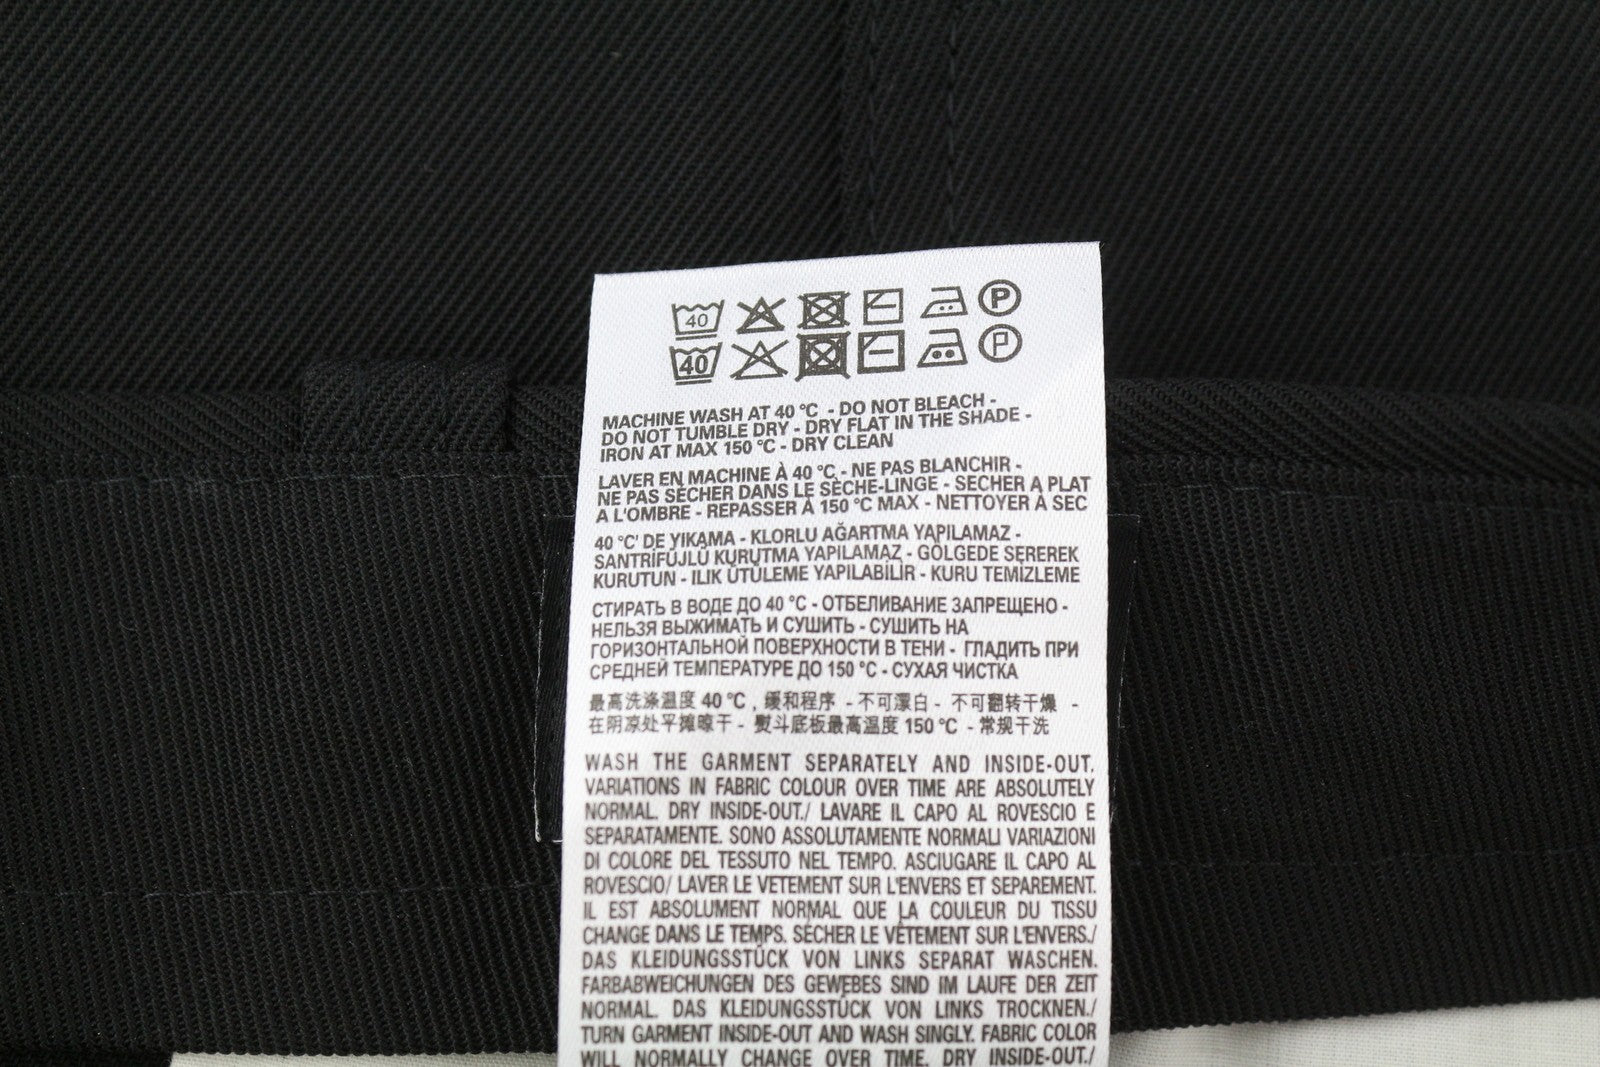 40 P
40 P
MACHINE WASH AT 40 °C - DO NOT BLEACH -
DO NOT TUMBLE DRY - DRY FLAT IN THE SHADE -
IRON AT MAX 150 °C - DRY CLEAN
LAVER EN MACHINE À 40 °C - NE PAS BLANCHIR -
NE PAS SÉCHER DANS LE SÈCHE-LINGE - SECHER A PLAT
A L'OMBRE - REPASSER À 150 °C MAX - NETTOYER À SEC
40 °C' DE YIKAMA - KLORLU AĞARTMA YAPILAMAZ -
SANTRİFÜJLÜ KURUTMA YAPILAMAZ - GÖLGEDE SEREREK
KURUTUN - ILIK ÜTÜLEME YAPILABİLİR - KURU TEMİZLEME
СТИРАТЬ В ВОДЕ ДО 40 °C - ОТБЕЛИВАНИЕ ЗАПРЕЩЕНО -
НЕЛЬЗЯ ВЫЖИМАТЬ И СУШИТЬ - СУШИТЬ НА
ГОРИЗОНТАЛЬНОЙ ПОВЕРХНОСТИ В ТЕНИ - ГЛАДИТЬ ПРИ
СРЕДНЕЙ ТЕМПЕРАТУРЕ ДО 150 °C - СУХАЯ ЧИСТКА
最高洗涤温度 40 °C , 缓和程序 - 不可漂白 - 不可翻转干燥 -
在阴凉处平摊晾干 - 熨斗底板最高温度 150 °C - 常规干洗
WASH THE GARMENT SEPARATELY AND INSIDE-OUT.
VARIATIONS IN FABRIC COLOUR OVER TIME ARE ABSOLUTELY
NORMAL. DRY INSIDE-OUT./ LAVARE IL CAPO AL ROVESCIO E
SEPARATAMENTE. SONO ASSOLUTAMENTE NORMALI VARIAZIONI
DI COLORE DEL TESSUTO NEL TEMPO. ASCIUGARE IL CAPO AL
ROVESCIO/ LAVER LE VETEMENT SUR L'ENVERS ET SEPAREMENT.
IL EST ABSOLUMENT NORMAL QUE LA COULEUR DU TISSU
CHANGE DANS LE TEMPS. SÉCHER LE VÊTEMENT SUR L'ENVERS./
DAS KLEIDUNGSSTÜCK VON LINKS SEPARAT WASCHEN.
FARBABWEICHUNGEN DES GEWEBES SIND IM LAUFE DER ZEIT
NORMAL. DAS KLEIDUNGSSTÜCK VON LINKS TROCKNEN./
TURN GARMENT INSIDE-OUT AND WASH SINGLY. FABRIC COLOR
WILL NORMALLY CHANGE OVER TIME. DRY INSIDE-OUT./